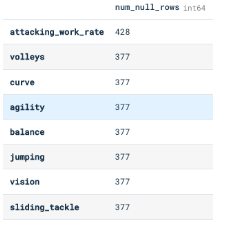 num_null_rows int64
attacking_work_rate 428
volleys 377
curve 377
agility 377
balance 377
jumping 377
vision 377
sliding_tackle 377